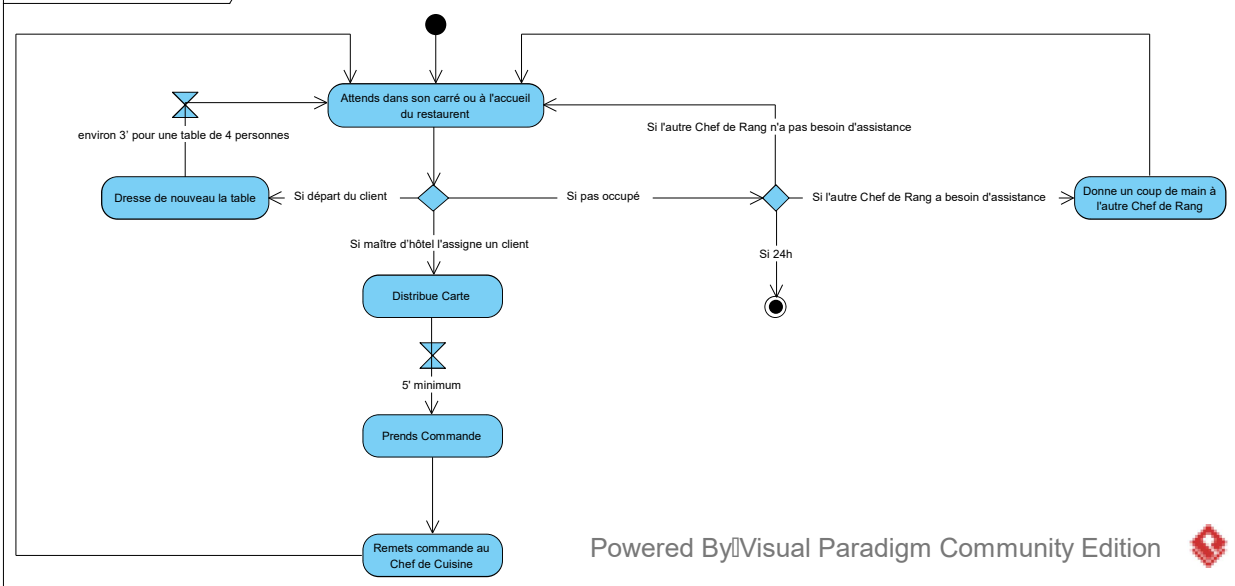 Attends dans son carré ou à l'accueil
du restaurent
environ 3' pour une table de 4 personnes
Si l'autre Chef de Rang n'a pas besoin d'assistance
Dresse de nouveau la table
Si départ du client
Si pas occupé
Si l'autre Chef de Rang a besoin d'assistance
Donne un coup de main à
l'autre Chef de Rang
Si maître d'hôtel l'assigne un client
Si 24h
Distribue Carte
5' minimum
Prends Commande
Remets commande au
Chef de Cuisine
Powered By Visual Paradigm Community Edition